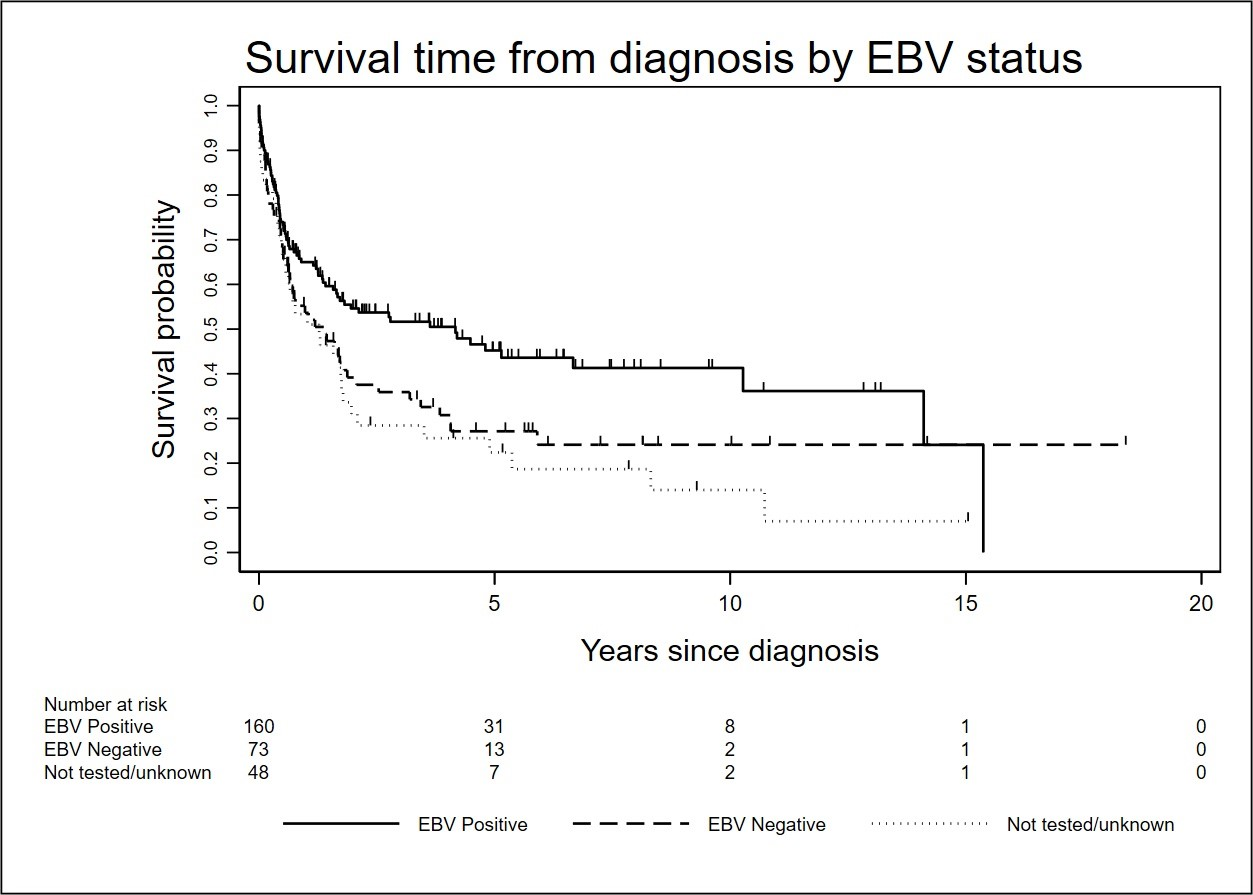 Survival time from diagnosis by EBV status
Survival probability
1.0
0.9
0.8
0.7
0.6
0.5
0.4
0.3
0.2
0.1
0.0
0 5 10 15 20
Years since diagnosis
Number at risk
EBV Positive 160 31 8 1 0
EBV Negative 73 13 2 1 0
Not tested/unknown 48 7 2 1 0
EBV Positive EBV Negative Not tested/unknown